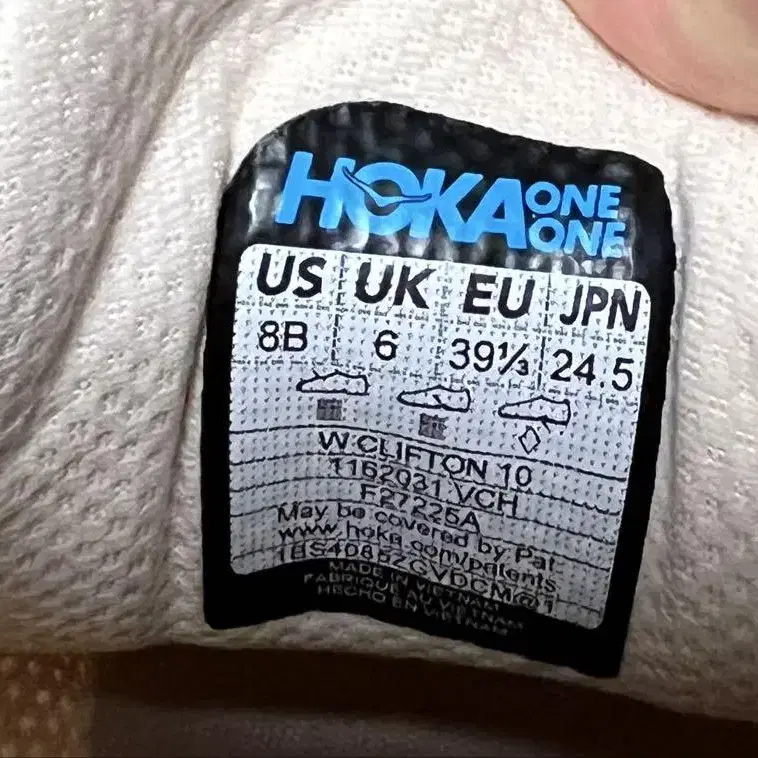 HOKA ONE ONE
US UK EU JPN
8B 6 39⅓ 24.5
W CLIFTON 10
1162031 VCH
F27225A
May be covered by Pat.
www.hoka.com/patents
MADE IN VIETNAM
FABRIQUE AU VIETNAM
HECHO EN VIETNAM